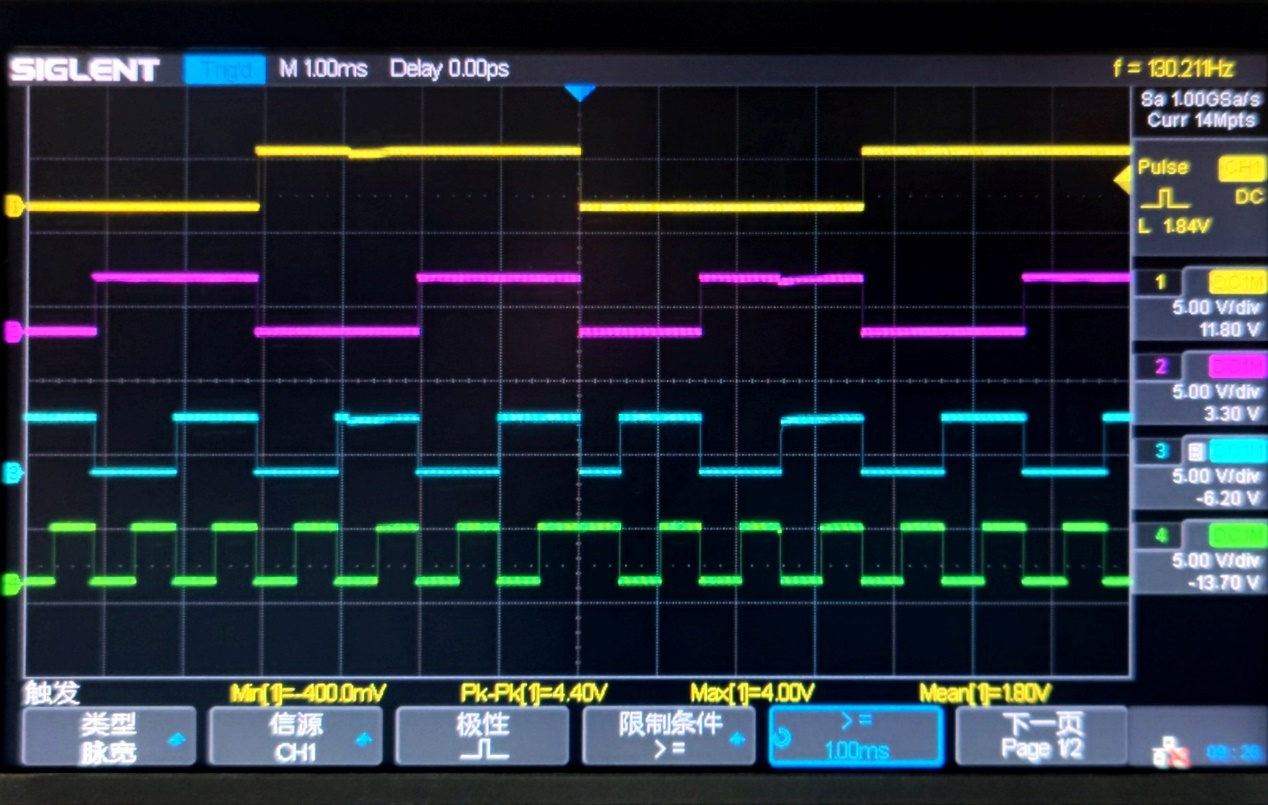 SIGLENT Trig'd M 1.00ms Delay 0.00ps f = 130.211Hz
Sa 1.00GSa/s
Curr 14Mpts
Pulse CH1
DC
L 1.84V
1 DC1M
5.00 V/div
11.80 V
2 DC1M
5.00 V/div
3.30 V
3 B
5.00 V/div
-6.20 V
4 DC1M
5.00 V/div
-13.70 V
触发 Min[1]=-400.0mV Pk-Pk[1]=4.40V Max[1]=4.00V Mean[1]=1.80V
类型
脉宽
信源
CH1
极性
限制条件
>=
>=
1.00ms
下一页
Page 1/2